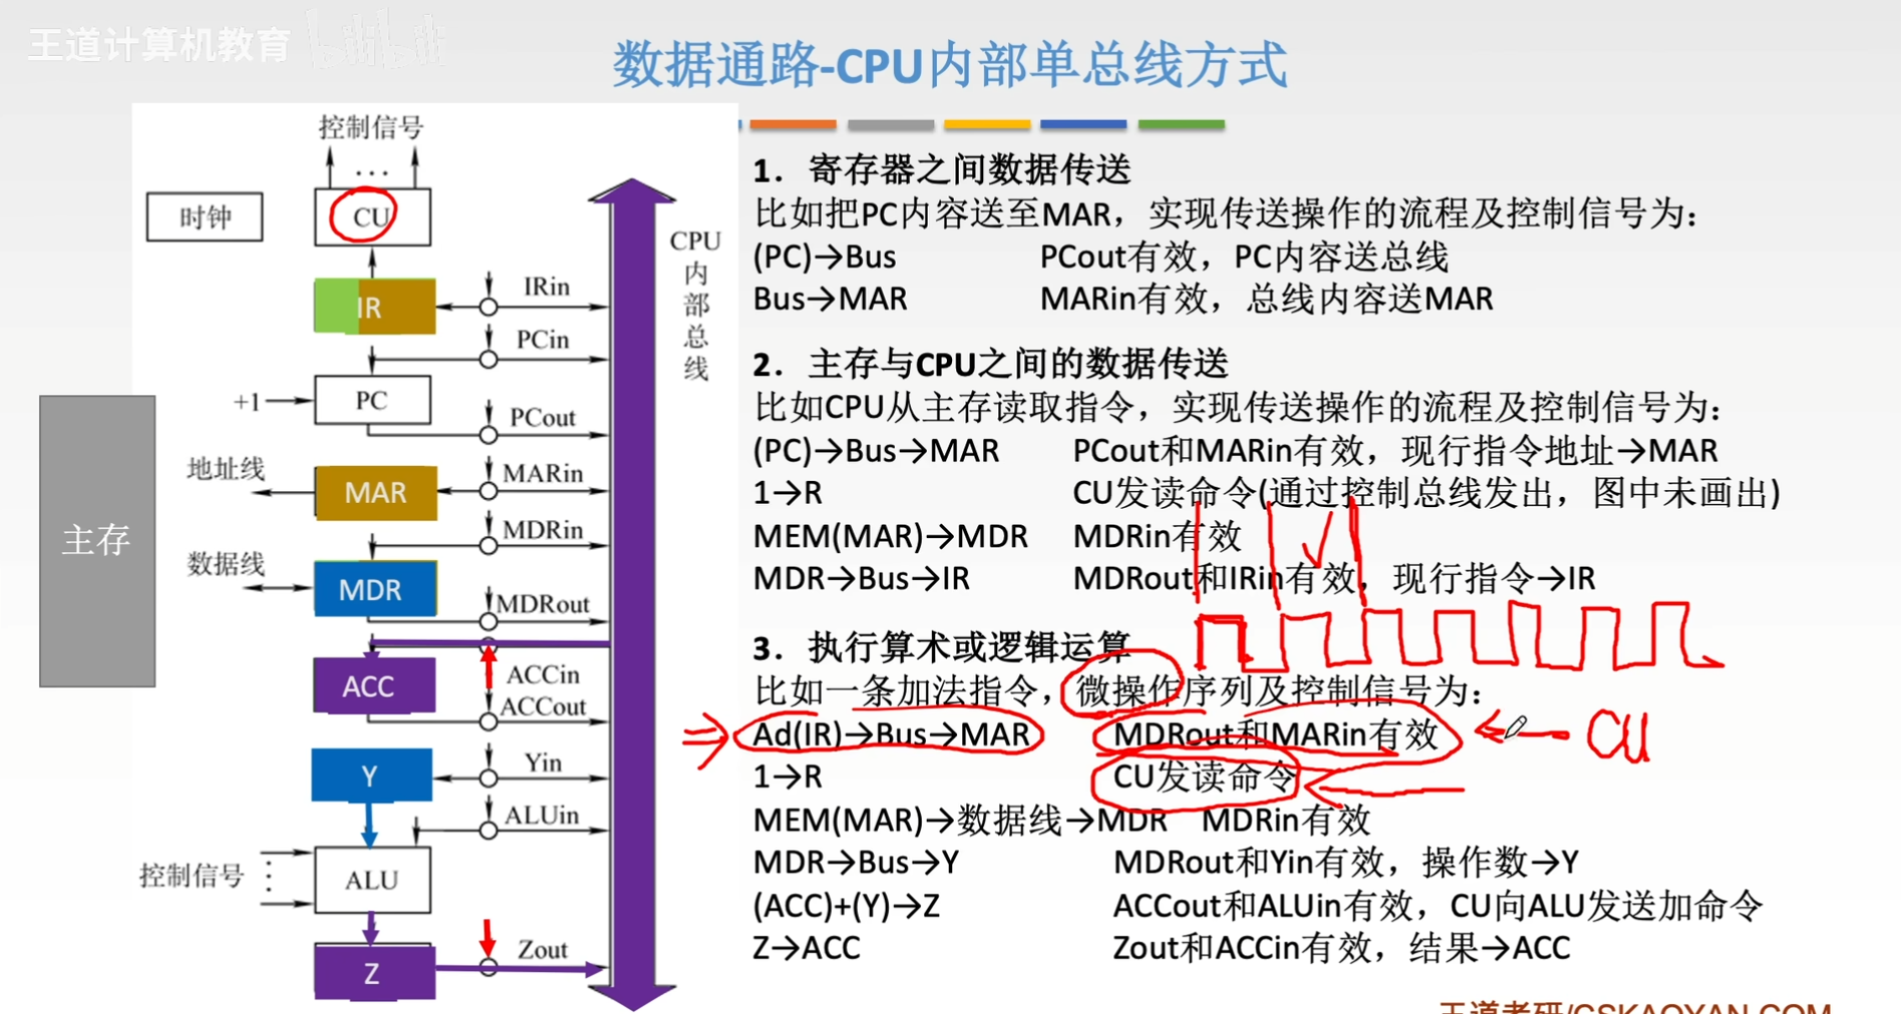 王道计算机教育 bilibili
数据通路-CPU内部单总线方式
控制信号
...
时钟
CU
CPU内部总线
IR
IRin
PCin
+1
PC
PCout
主存
地址线
MAR
MARin
MDRin
数据线
MDR
MDRout
ACC
ACCin
ACCout
Y
Yin
ALUin
控制信号
ALU
Z
Zout
1. 寄存器之间数据传送
比如把PC内容送至MAR，实现传送操作的流程及控制信号为：
(PC)→Bus PCout有效，PC内容送总线
Bus→MAR MARin有效，总线内容送MAR
2. 主存与CPU之间的数据传送
比如CPU从主存读取指令，实现传送操作的流程及控制信号为：
(PC)→Bus→MAR PCout和MARin有效，现行指令地址→MAR
1→R CU发读命令(通过控制总线发出，图中未画出)
MEM(MAR)→MDR MDRin有效
MDR→Bus→IR MDRout和IRin有效，现行指令→IR
3. 执行算术或逻辑运算
比如一条加法指令，微操作序列及控制信号为：
Ad(IR)→Bus→MAR MDRout和MARin有效 CU
1→R CU发读命令
MEM(MAR)→数据线→MDR MDRin有效
MDR→Bus→Y MDRout和Yin有效，操作数→Y
(ACC)+(Y)→Z ACCout和ALUin有效，CU向ALU发送加命令
Z→ACC Zout和ACCin有效，结果→ACC
王道考研/CSKAOYAN.COM